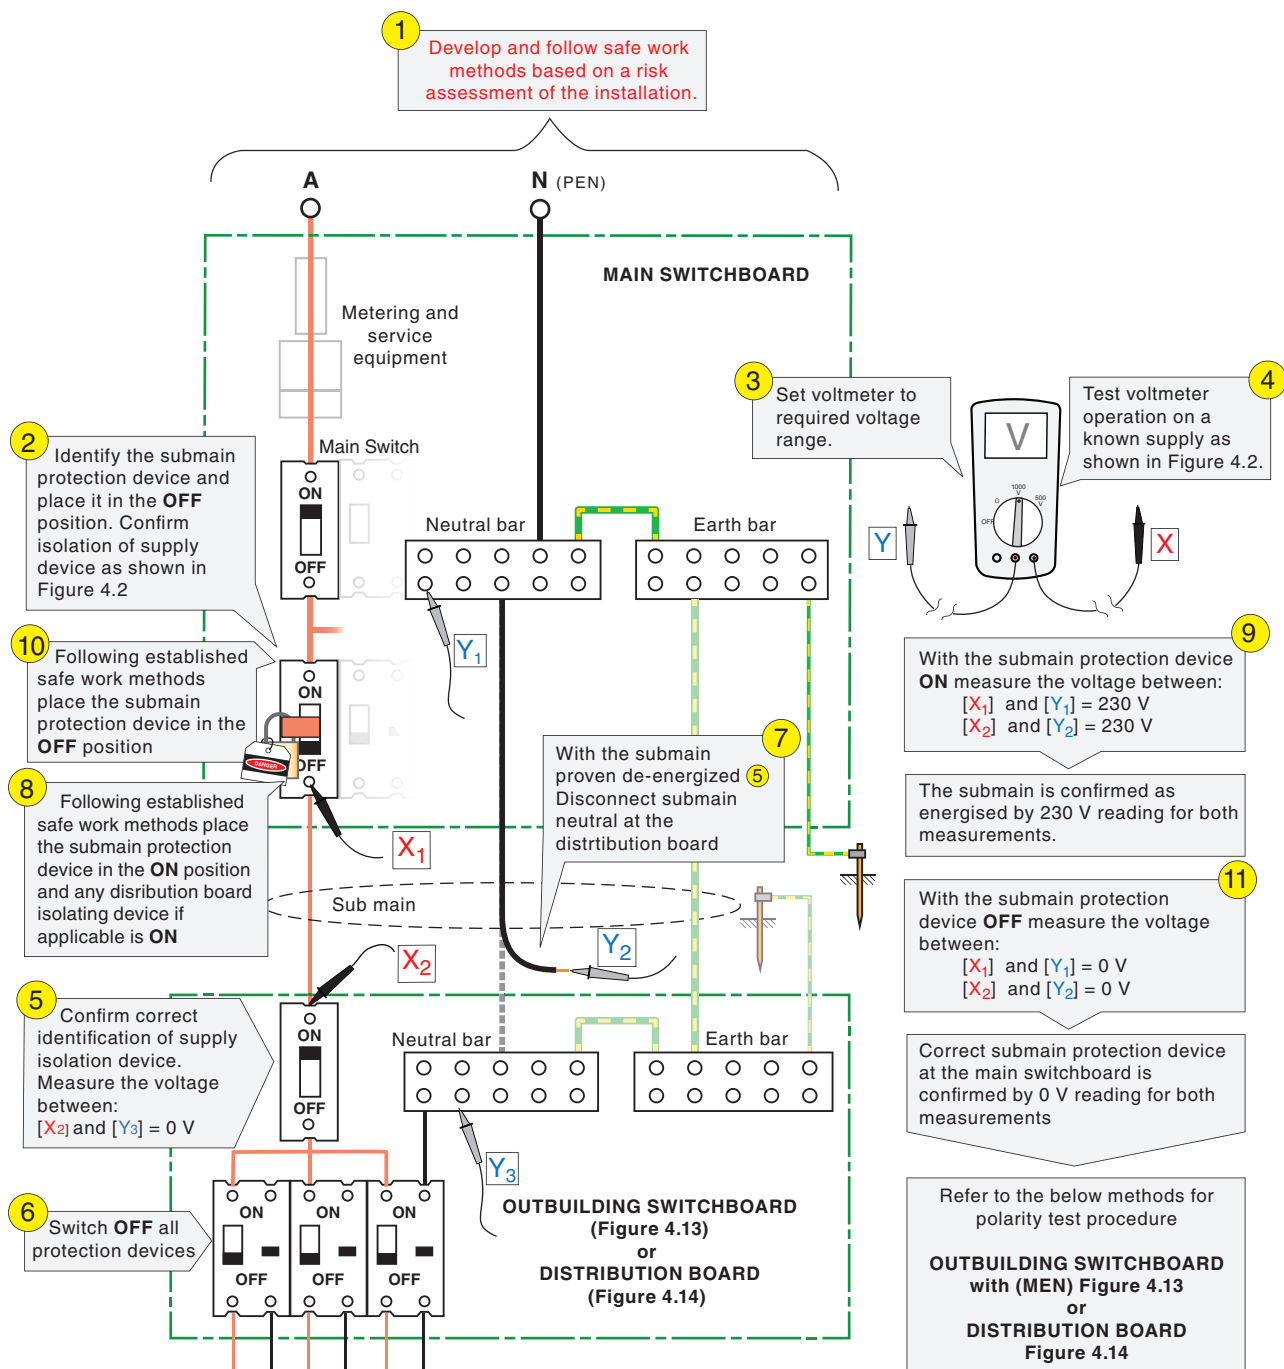 1
Develop and follow safe work
methods based on a risk
assessment of the installation.
A
N (PEN)
MAIN SWITCHBOARD
Metering and
service
equipment
3
Set voltmeter to
required voltage
range.
4
Test voltmeter
operation on a
known supply as
shown in Figure 4.2.
V
1000
V
500
V
Ω
OFF
Y
X
2
Identify the submain
protection device and
place it in the OFF
position. Confirm
isolation of supply
device as shown in
Figure 4.2
Main Switch
ON
OFF
Neutral bar
Earth bar
Y1
10
Following established
safe work methods
place the submain
protection device in the
OFF position
ON
OFF
DANGER
9
With the submain protection device
ON measure the voltage between:
[X1] and [Y1] = 230 V
[X2] and [Y2] = 230 V
The submain is confirmed as
energised by 230 V reading for both
measurements.
7
With the submain
proven de-energized 5
Disconnect submain
neutral at the
distrtibution board
8
Following established
safe work methods place
the submain protection
device in the ON position
and any disribution board
isolating device if
applicable is ON
X1
Sub main
X2
Y2
11
With the submain protection
device OFF measure the voltage
between:
[X1] and [Y1] = 0 V
[X2] and [Y2] = 0 V
5
Confirm correct
identification of supply
isolation device.
Measure the voltage
between:
[X2] and [Y3] = 0 V
ON
OFF
Neutral bar
Earth bar
Y3
Correct submain protection device
at the main switchboard is
confirmed by 0 V reading for both
measurements
6
Switch OFF all
protection devices
ON
OFF
ON
OFF
ON
OFF
OUTBUILDING SWITCHBOARD
(Figure 4.13)
or
DISTRIBUTION BOARD
(Figure 4.14)
Refer to the below methods for
polarity test procedure
OUTBUILDING SWITCHBOARD
with (MEN) Figure 4.13
or
DISTRIBUTION BOARD
Figure 4.14